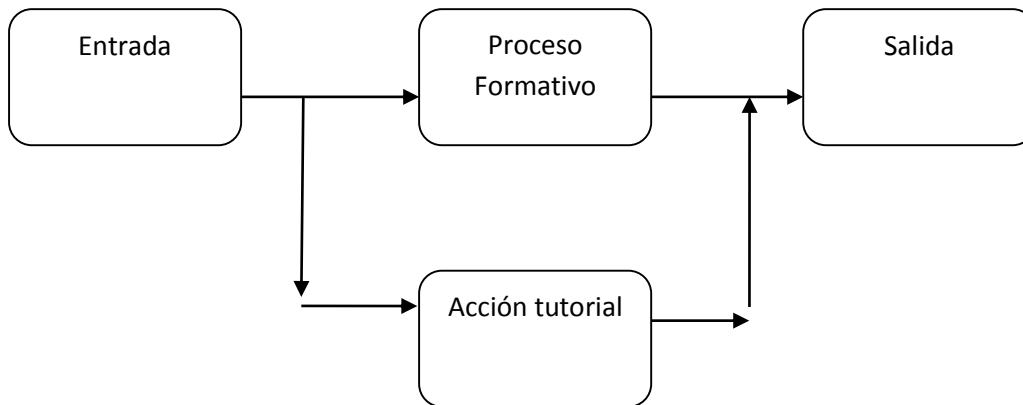 Entrada
Proceso
Formativo
Salida
Acción tutorial